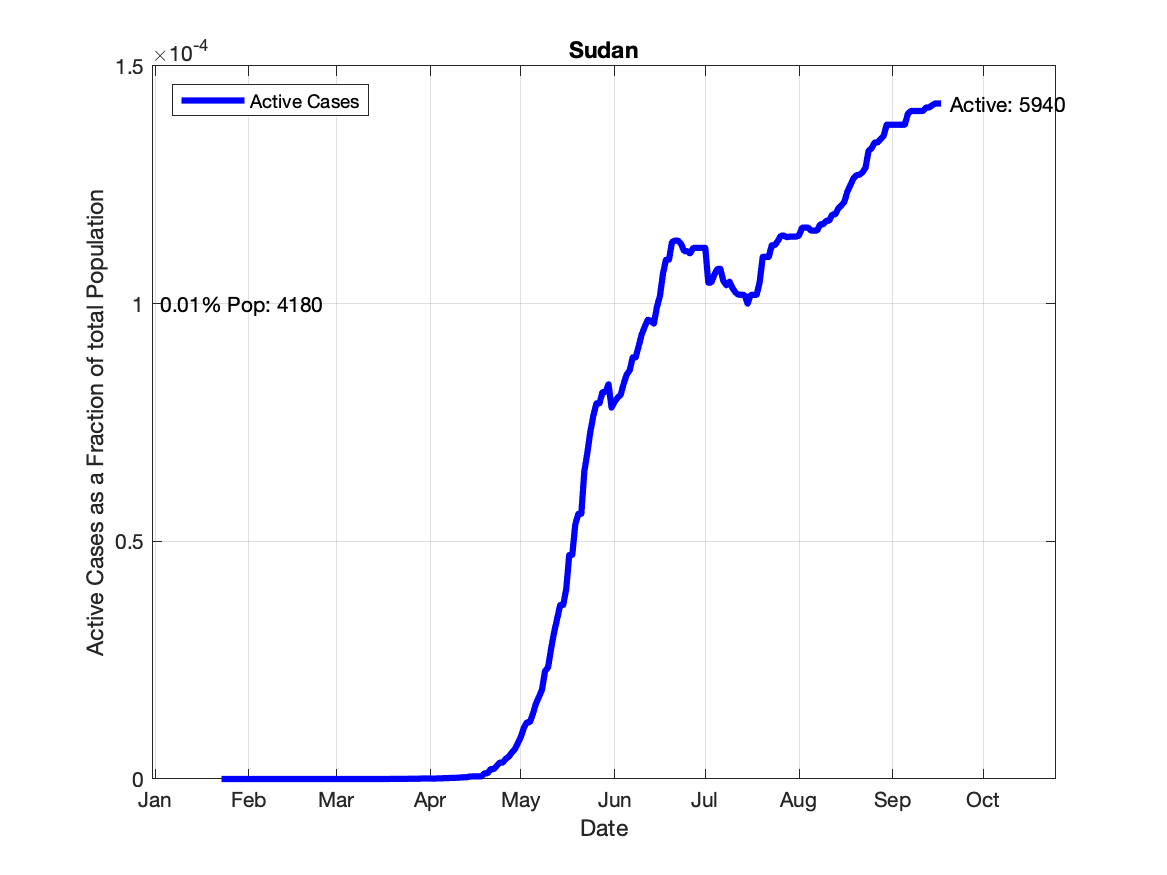 Sudan
×10-4
1.5
1
0.5
0
Active Cases
Active: 5940
0.01% Pop: 4180
Active Cases as a Fraction of total Population
Jan Feb Mar Apr May Jun Jul Aug Sep Oct
Date